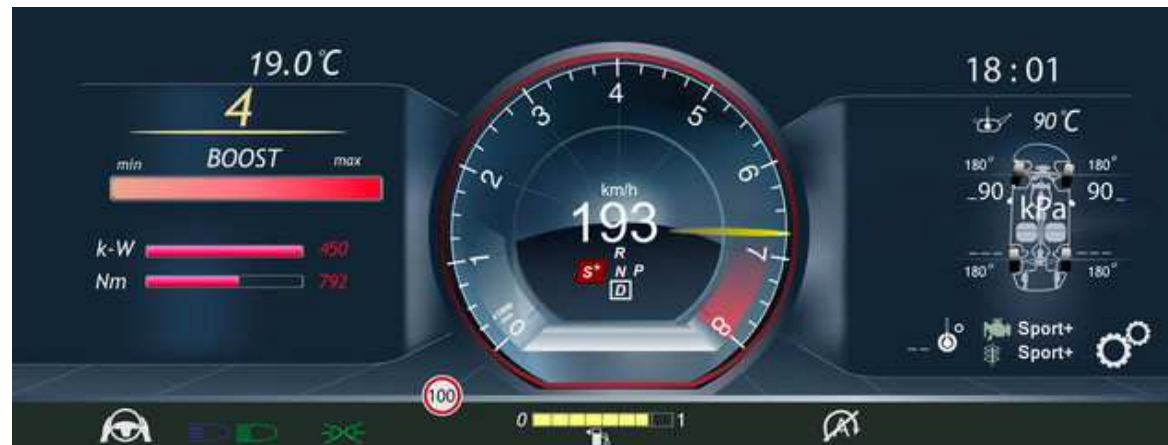 19.0°C
4
min BOOST max
k-W 450
Nm 792
0
1
2
3
4
5
6
7
8
km/h
193
R
S+ N P
D
18:01
90°C
180° 180°
90 90
kPa
180° 180°
Sport+
Sport+
100
0 1
A